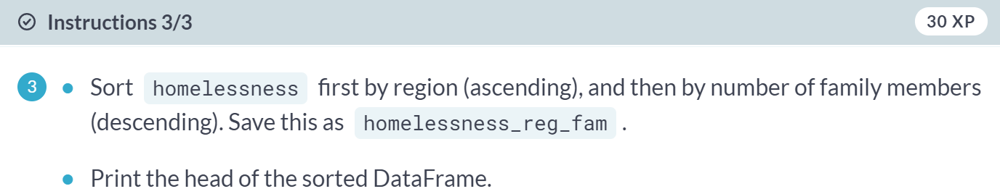 Instructions 3/3
30 XP
3
Sort homelessness first by region (ascending), and then by number of family members
(descending). Save this as homelessness_reg_fam .
Print the head of the sorted DataFrame.